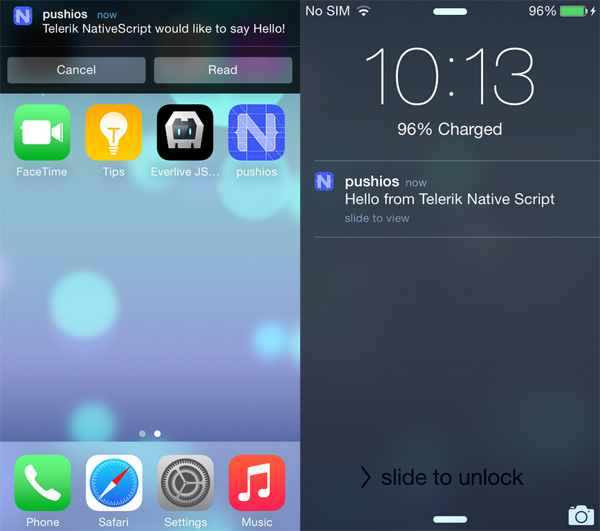 pushios now
Telerik NativeScript would like to say Hello!
Cancel Read
FaceTime Tips Everlive JS... pushios
Phone Safari Settings Music
No SIM 96%
10:13
96% Charged
pushios now
Hello from Telerik Native Script
slide to view
> slide to unlock